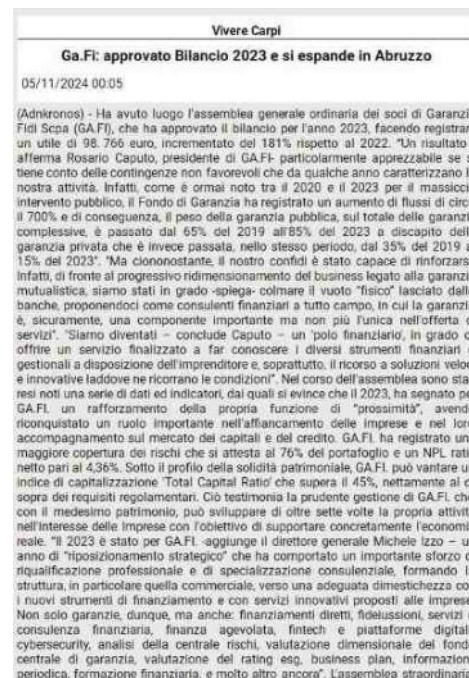 Vivere Carpi
Ga.Fi: approvato Bilancio 2023 e si espande in Abruzzo
05/11/2024 00:05
(Adnkronos) - Ha avuto luogo l'assemblea generale ordinaria dei soci di Garanzia
Fidi Scpa (GA.FI), che ha approvato il bilancio per l'anno 2023, facendo registrar
un utile di 98. 766 euro, incremento del 181% rispetto al 2022. "Un risultato -
afferma Rosario Caputo, presidente di GA.FI- particolarmente apprezzabile se s
tiene conto delle contingenze non favorevoli che da qualche anno caratterizzano l
nostra attività. Infatti, come è ormai noto tra il 2020 e il 2023 per il massicci
intervento pubblico, il Fondo di Garanzia ha registrato un aumento di flussi di circ
il 700% e di conseguenza, il peso della garanzia pubblica, sul totale delle garanzi
complessive, è passato dal 65% del 2019 all'85% del 2023 a discapito dell
garanzia privata che è invece passata, nello stesso periodo, dal 35% del 2019 a
15% del 2023". "Ma ciononostante, il nostro confidi è stato capace di rinforzars
Infatti, di fronte al progressivo ridimensionamento del business legato alla garanzi
mutualistica, siamo stati in grado -spiega- colmare il vuoto "fisico" lasciato dall
banche, proponendoci come consulenti finanziari a tutto campo, in cui la garanzi
è, sicuramente, una componente importante ma non più l'unica nell'offerta d
servizi". "Siamo diventati – conclude Caputo – un 'polo finanziario', in grado d
offrire un servizio finalizzato a far conoscere i diversi strumenti finanziari e
gestionali a disposizione dell'imprenditore e, soprattutto, il ricorso a soluzioni veloc
e innovative laddove ne ricorrano le condizioni". Nel corso dell'assemblea sono stat
resi noti una serie di dati ed indicatori, dai quali si evince che il 2023, ha segnato pe
GA.FI. un rafforzamento della propria funzione di "prossimità", avend
riconquistato un ruolo importante nell'affiancamento delle imprese e nel lor
accompagnamento sul mercato dei capitali e del credito. GA.FI. ha registrato un
maggiore copertura dei rischi che si attesta al 76% del portafoglio e un NPL rati
netto pari al 4,36%. Sotto il profilo della solidità patrimoniale, GA.FI. può vantare u
indice di capitalizzazione 'Total Capital Ratio' che supera il 45%, nettamente al d
sopra dei requisiti regolamentari. Ciò testimonia la prudente gestione di GA.FI. che
con il medesimo patrimonio, può sviluppare di oltre sette volte la propria attivit
nell'interesse delle Imprese con l'obiettivo di supportare concretamente l'economi
reale. "Il 2023 è stato per GA.FI. -aggiunge il direttore generale Michele Izzo – u
anno di "riposizionamento strategico" che ha comportato un importante sforzo d
riqualificazione professionale e di specializzazione consulenziale, formando l
struttura, in particolare quella commerciale, verso una adeguata dimestichezza co
i nuovi strumenti di finanziamento e con servizi innovativi proposti alle imprese
Non solo garanzie, dunque, ma anche: finanziamenti diretti, fideiussioni, servizi d
consulenza finanziaria, finanza agevolata, fintech e piattaforme digital
cybersecurity, analisi della centrale rischi, valutazione dimensionale del fond
centrale di garanzia, valutazione del rating esg, business plan, informazion
periodica, formazione finanziaria, e molto altro ancora". L'assemblea straordinari